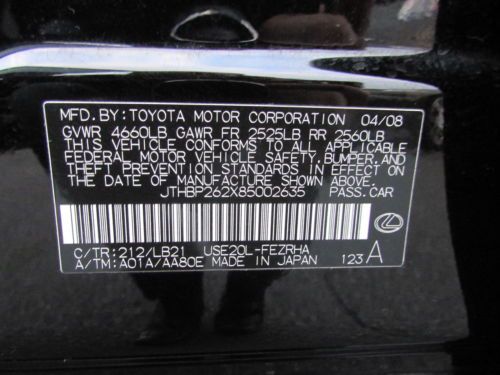 MFD.BY:TOYOTA MOTOR CORPORATION 04/08
GVWR 4660LB GAWR FR 2525LB RR 2560LB
THIS VEHICLE CONFORMS TO ALL APPLICABLE
FEDERAL MOTOR VEHICLE SAFETY, BUMPER, AND
THEFT PREVENTION STANDARDS IN EFFECT ON
THE DATE OF MANUFACTURE SHOWN ABOVE.
JTHBP262X85002635 PASS.CAR
C/TR:212/LB21 USE20L-FEZRHA
A/TM:A01A/AA80E MADE IN JAPAN 123 A